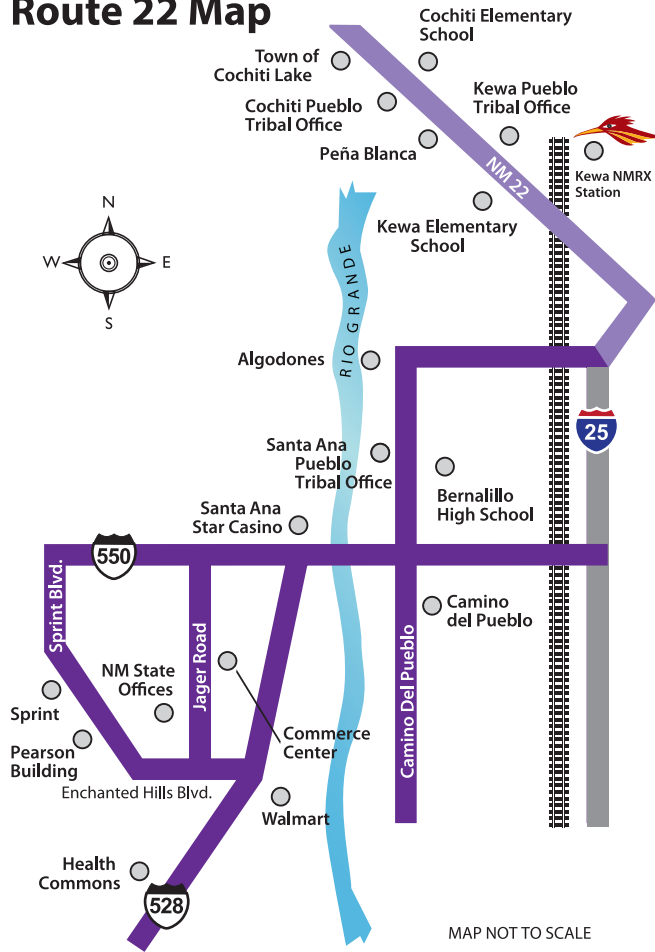 Route 22 Map
Cochiti Elementary
School
Town of
Cochiti Lake
Kewa Pueblo
Tribal Office
Cochiti Pueblo
Tribal Office
Peña Blanca
NM 22
Kewa NMRX
Station
N
W
E
S
Kewa Elementary
School
RIO GRANDE
Algodones
25
Santa Ana
Pueblo
Tribal Office
Bernalillo
High School
Santa Ana
Star Casino
550
Sprint Blvd.
Jager Road
Camino Del Pueblo
Camino
del Pueblo
NM State
Offices
Sprint
Pearson
Building
Commerce
Center
Enchanted Hills Blvd.
Walmart
Health
Commons
528
MAP NOT TO SCALE